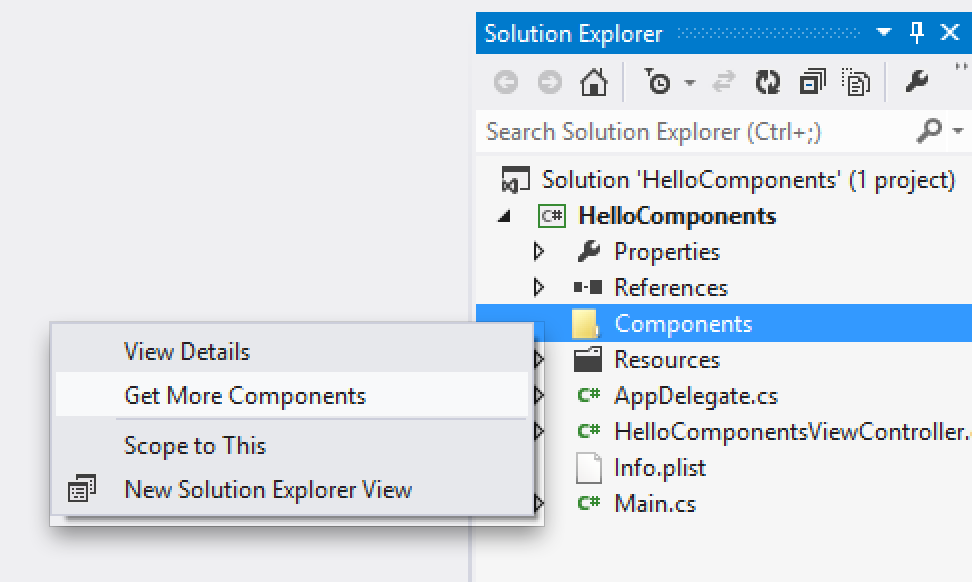 Solution Explorer
Search Solution Explorer (Ctrl+;)
Solution 'HelloComponents' (1 project)
C# HelloComponents
Properties
References
Components
Resources
C# AppDelegate.cs
C# HelloComponentsViewController.
Info.plist
C# Main.cs
View Details
Get More Components
Scope to This
New Solution Explorer View